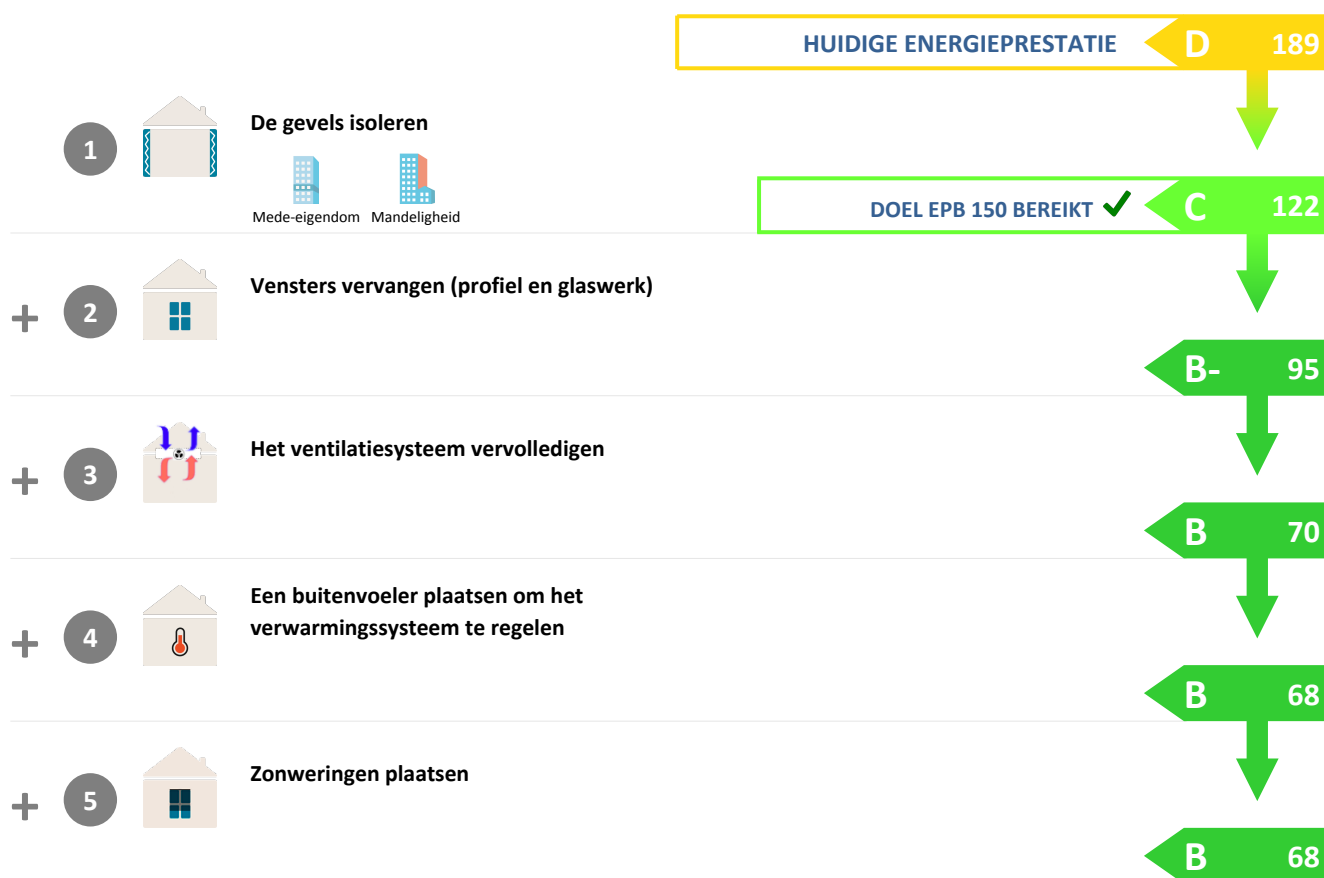 HUIDIGE ENERGIEPRESTATIE D 189
1 De gevels isoleren
Mede-eigendom Mandeligheid
DOEL EPB 150 BEREIKT ✔ C 122
+ 2 Vensters vervangen (profiel en glaswerk)
B- 95
+ 3 Het ventilatiesysteem vervolledigen
B 70
+ 4 Een buitenvoeler plaatsen om het
verwarmingssysteem te regelen
B 68
+ 5 Zonweringen plaatsen
B 68